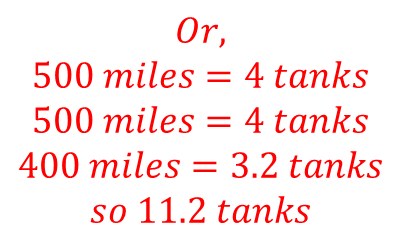 Or,
500 miles = 4 tanks
500 miles = 4 tanks
400 miles = 3.2 tanks
so 11.2 tanks